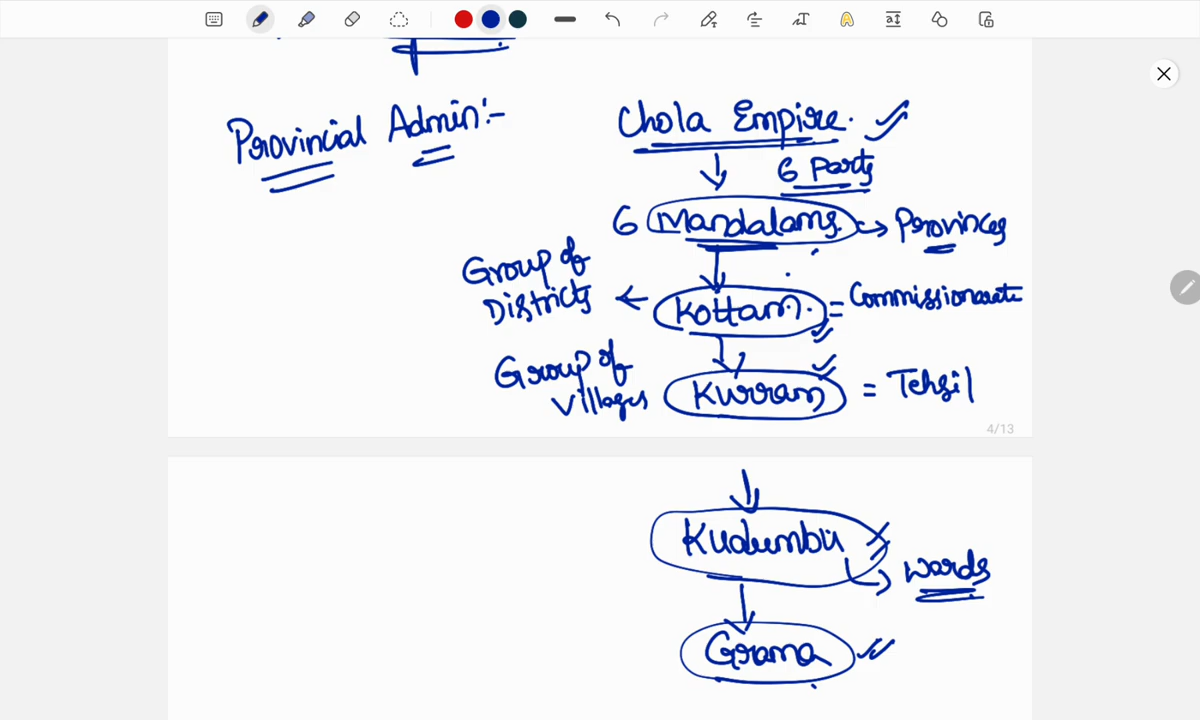 Provincial Admin:-
Chola Empire.
6 Parts
6 Mandalams. → Provinces
Group of
Districts ← Kottam. = Commissionarate
Group of
Villages Kurram = Tehsil
4/13
Kudumbu
→ Wards
Grama